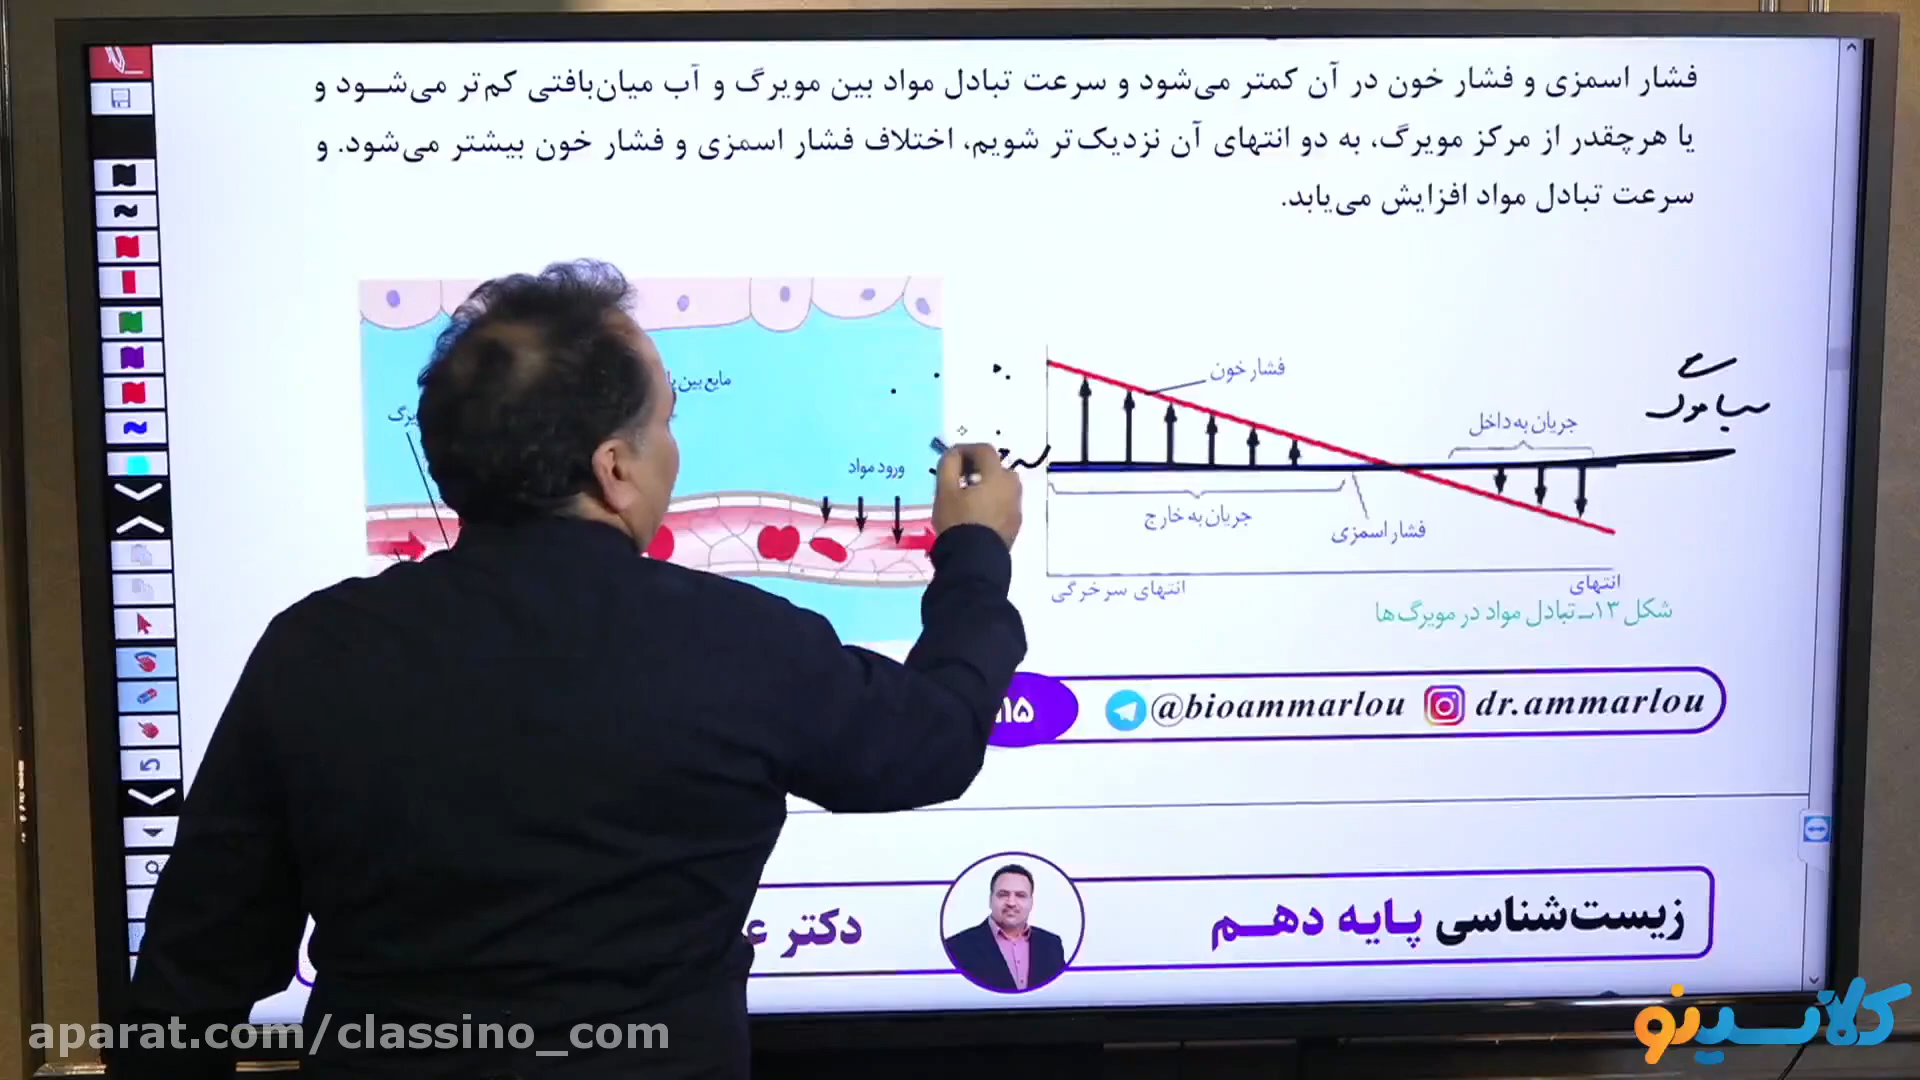 فشار اسمزی و فشار خون در آن کمتر می‌شود و سرعت تبادل مواد بین مویرگ و آب میان‌بافتی کم‌تر می‌شود و
یا هرچقدر از مرکز مویرگ، به دو انتهای آن نزدیک‌تر شویم، اختلاف فشار اسمزی و فشار خون بیشتر می‌شود. و
سرعت تبادل مواد افزایش می‌یابد.
فشار خون
جریان به داخل
جریان به خارج
فشار اسمزی
انتهای سرخرگی
انتهای
شکل ۱۳ـ تبادل مواد در مویرگ‌ها
مایع بین
ورود مواد
۱۵
@bioammarlou
dr.ammarlou
زیست‌شناسی پایه دهم
دکتر
aparat.com/classino_com
کلاسینو